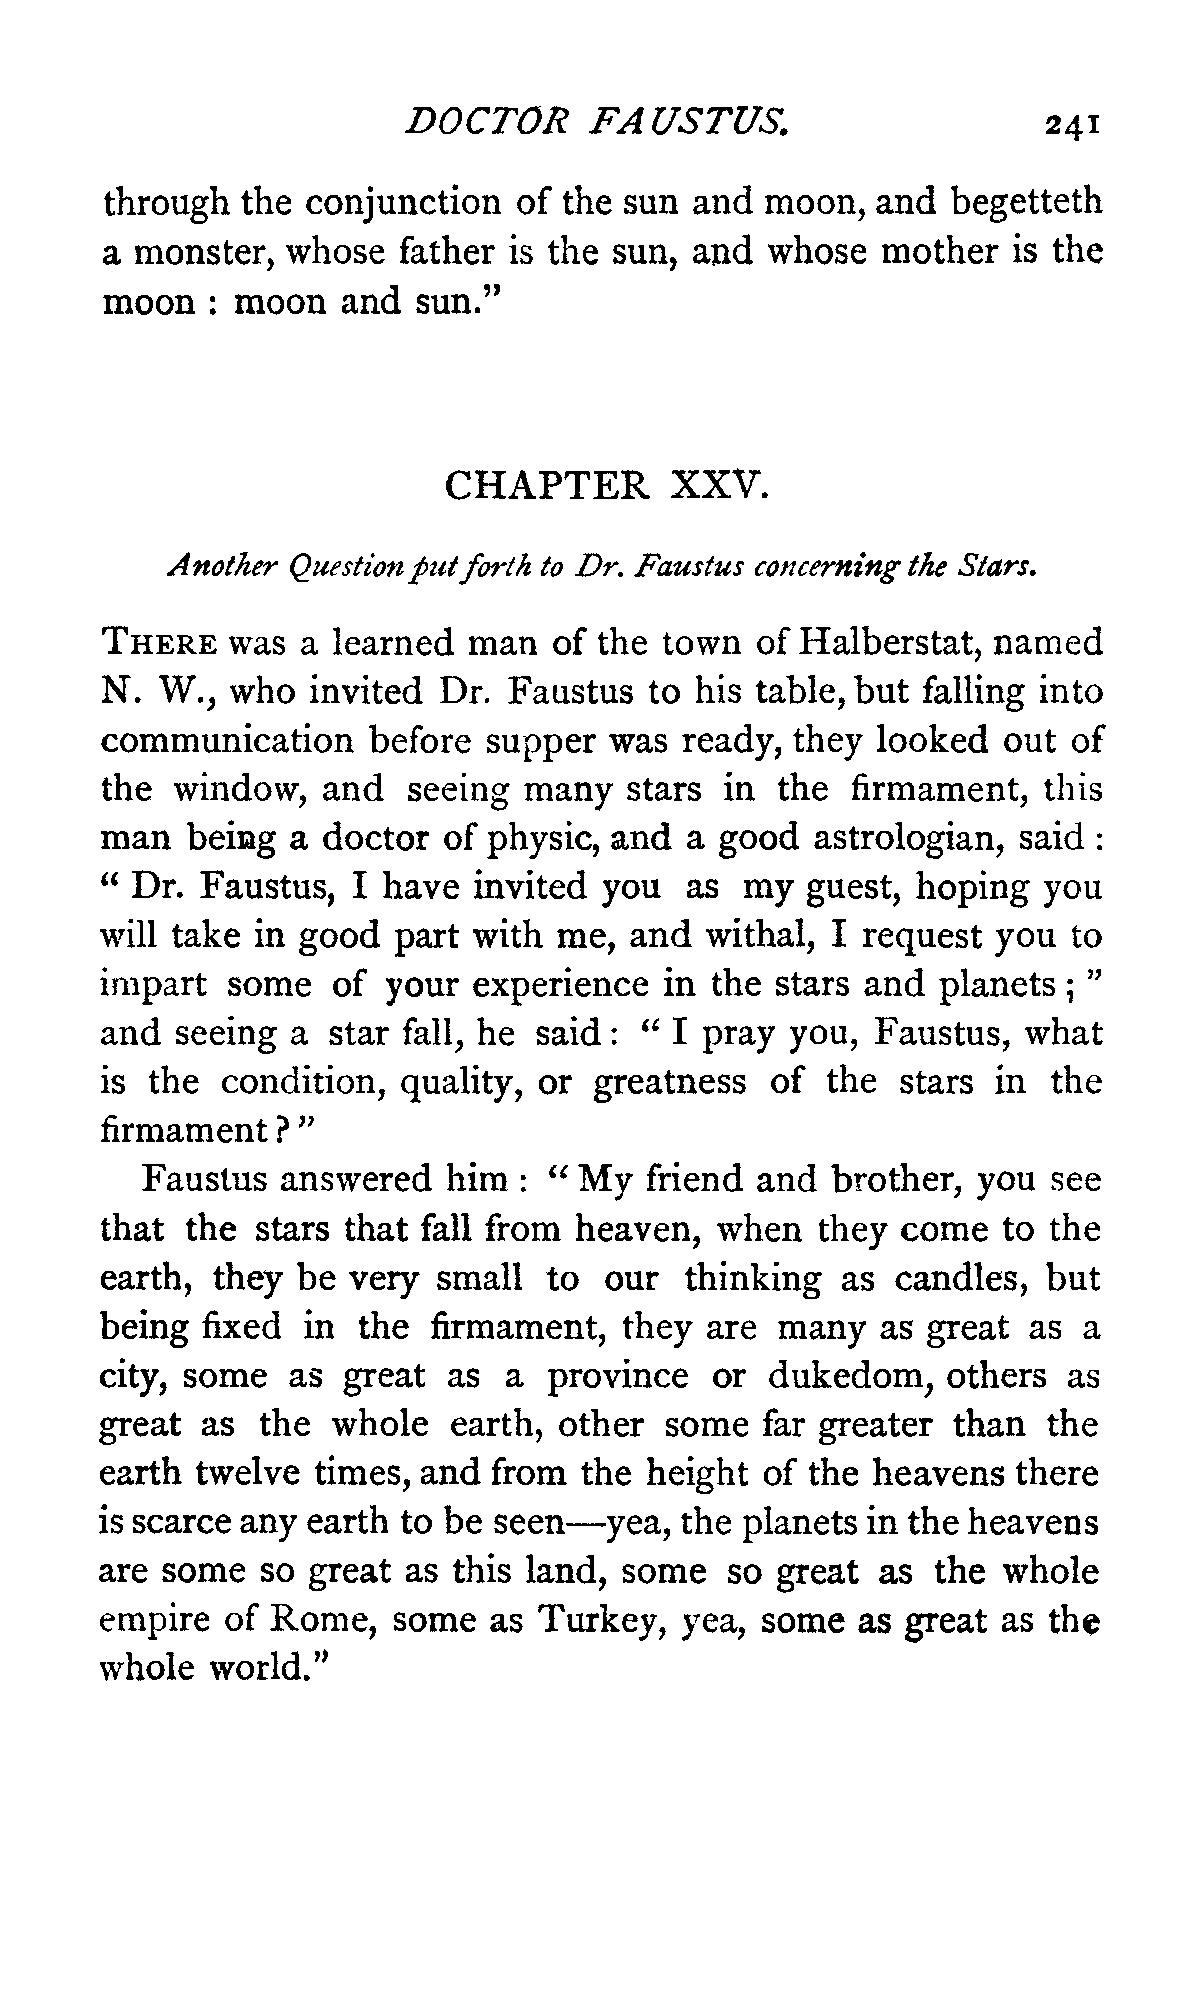 DOCTOR FAUSTUS. 241
through the conjunction of the sun and moon, and begetteth
a monster, whose father is the sun, and whose mother is the
moon : moon and sun."
CHAPTER XXV.
Another Question put forth to Dr. Faustus concerning the Stars.
THERE was a learned man of the town of Halberstat, named
N. W., who invited Dr. Faustus to his table, but falling into
communication before supper was ready, they looked out of
the window, and seeing many stars in the firmament, this
man being a doctor of physic, and a good astrologian, said :
" Dr. Faustus, I have invited you as my guest, hoping you
will take in good part with me, and withal, I request you to
impart some of your experience in the stars and planets ; "
and seeing a star fall, he said : " I pray you, Faustus, what
is the condition, quality, or greatness of the stars in the
firmament ? "
Faustus answered him : " My friend and brother, you see
that the stars that fall from heaven, when they come to the
earth, they be very small to our thinking as candles, but
being fixed in the firmament, they are many as great as a
city, some as great as a province or dukedom, others as
great as the whole earth, other some far greater than the
earth twelve times, and from the height of the heavens there
is scarce any earth to be seen—yea, the planets in the heavens
are some so great as this land, some so great as the whole
empire of Rome, some as Turkey, yea, some as great as the
whole world."